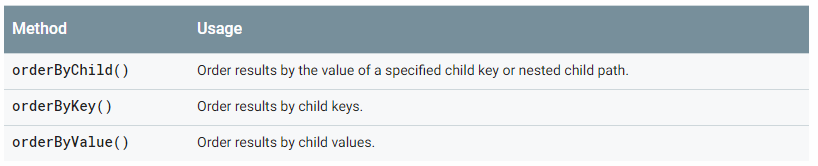 Method Usage
orderByChild() Order results by the value of a specified child key or nested child path.
orderByKey() Order results by child keys.
orderByValue() Order results by child values.